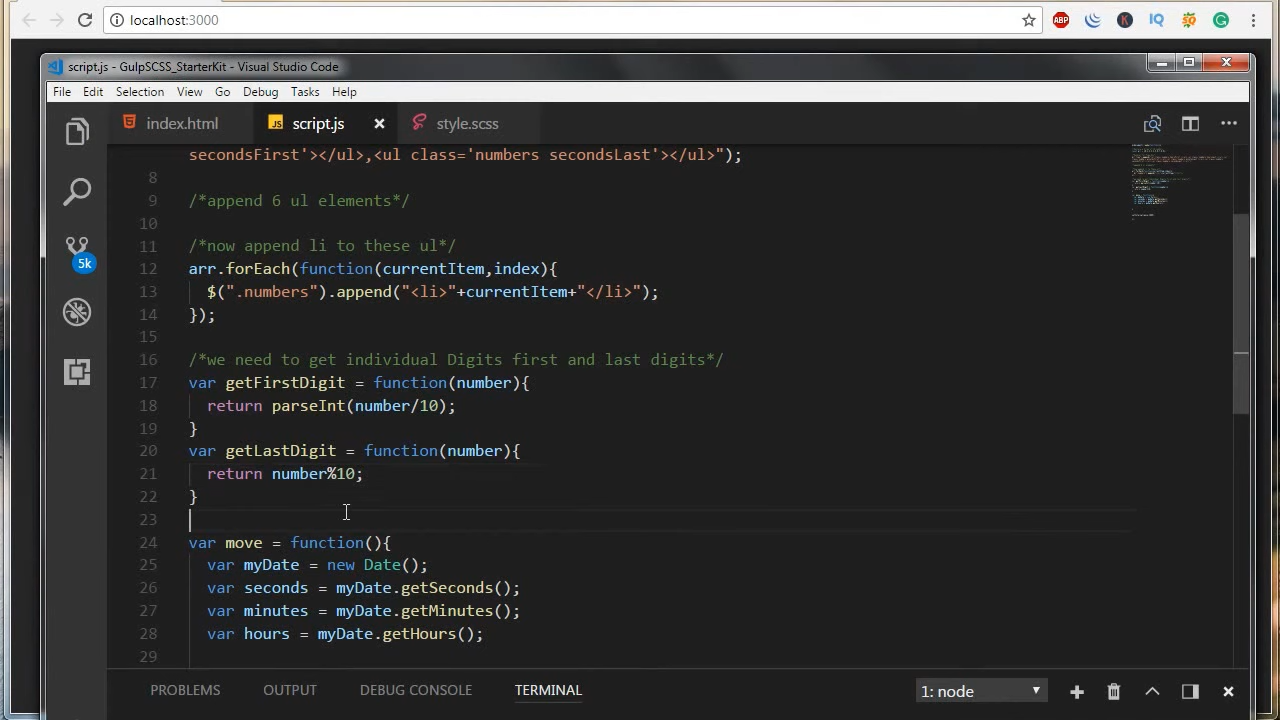 localhost:3000
ABP
K
IQ
script.js - GulpSCSS_StarterKit - Visual Studio Code
File Edit Selection View Go Debug Tasks Help
index.html JS script.js style.scss
5k
secondsFirst'></ul>,<ul class='numbers secondsLast'></ul>");
8
9 /*append 6 ul elements*/
10
11 /*now append li to these ul*/
12 arr.forEach(function(currentItem,index){
13 $(".numbers").append("<li>"+currentItem+"</li>");
14 });
15
16 /*we need to get individual Digits first and last digits*/
17 var getFirstDigit = function(number){
18 return parseInt(number/10);
19 }
20 var getLastDigit = function(number){
21 return number%10;
22 }
23
24 var move = function(){
25 var myDate = new Date();
26 var seconds = myDate.getSeconds();
27 var minutes = myDate.getMinutes();
28 var hours = myDate.getHours();
29
PROBLEMS OUTPUT DEBUG CONSOLE TERMINAL 1: node